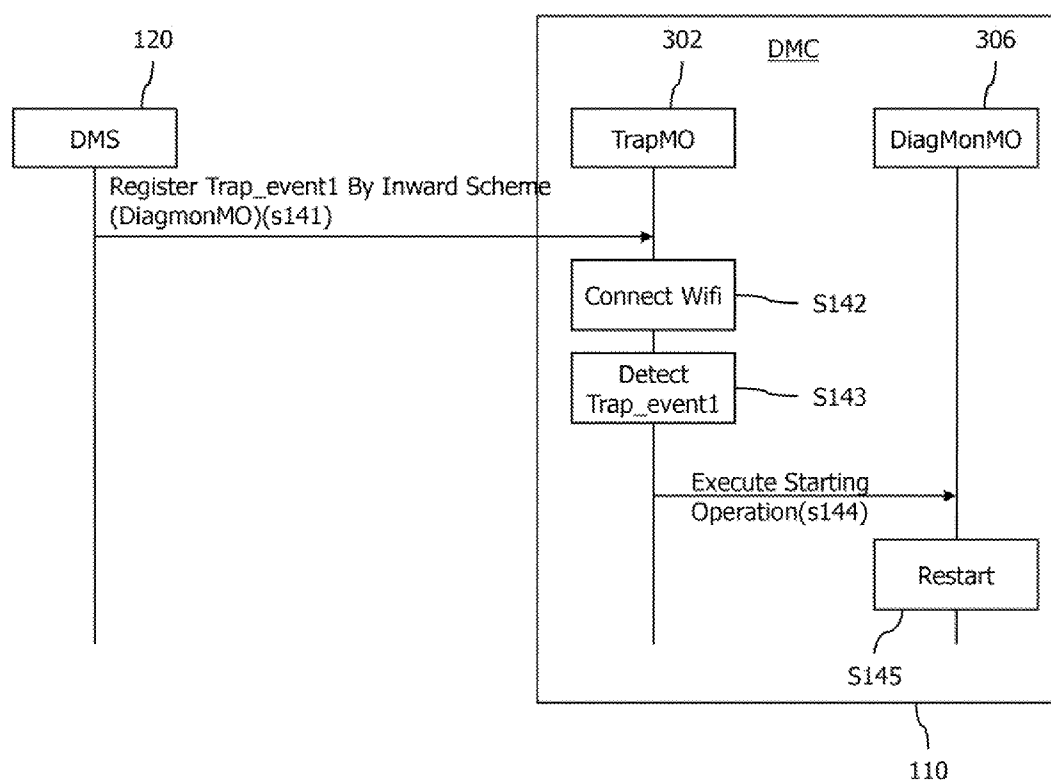 120
302
DMC
306
DMS
TrapMO
DiagMonMO
Register Trap_event1 By Inward Scheme
(DiagmonMO)(s141)
Connect Wifi
S142
Detect
Trap_event1
S143
Execute Starting
Operation(s144)
Restart
S145
110